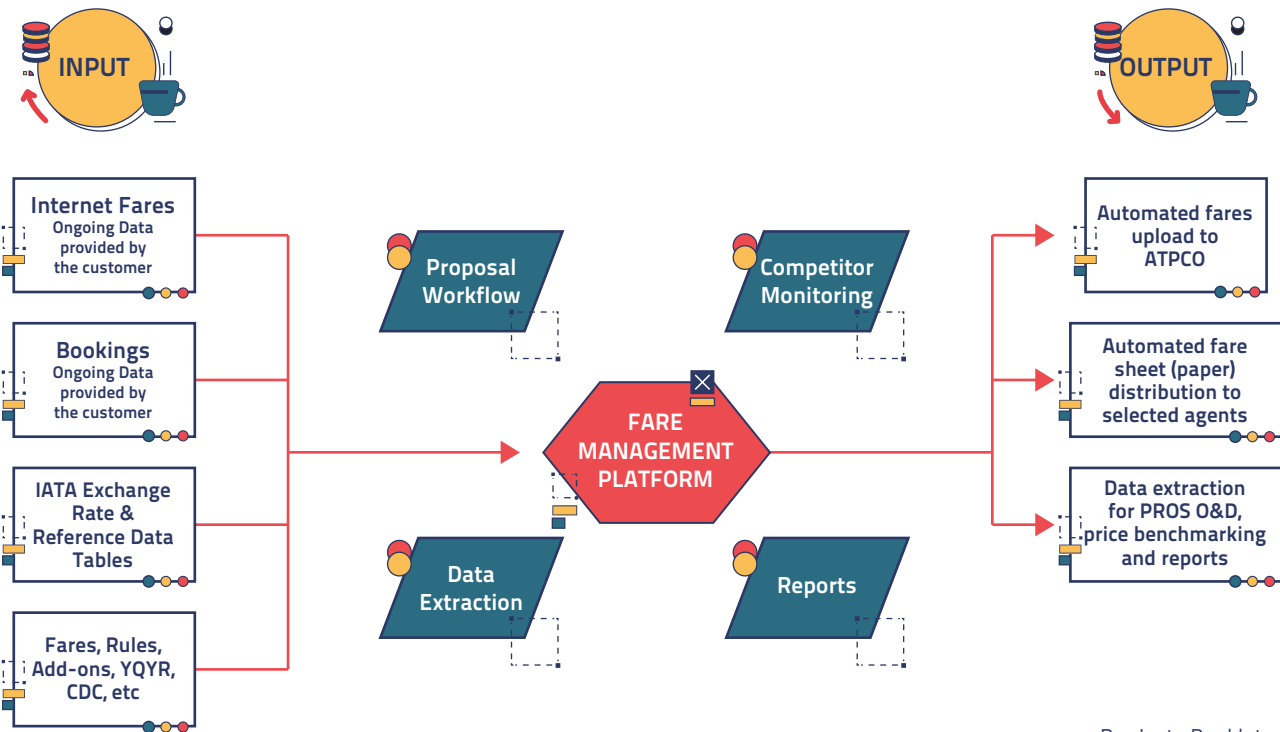 INPUT
OUTPUT
Internet Fares
Ongoing Data
provided by
the customer
Bookings
Ongoing Data
provided by
the customer
IATA Exchange
Rate &
Reference Data
Tables
Fares, Rules,
Add-ons, YQYR,
CDC, etc
Proposal
Workflow
Competitor
Monitoring
FARE
MANAGEMENT
PLATFORM
Data
Extraction
Reports
Automated fares
upload to
ATPCO
Automated fare
sheet (paper)
distribution to
selected agents
Data extraction
for PROS O&D,
price benchmarking
and reports